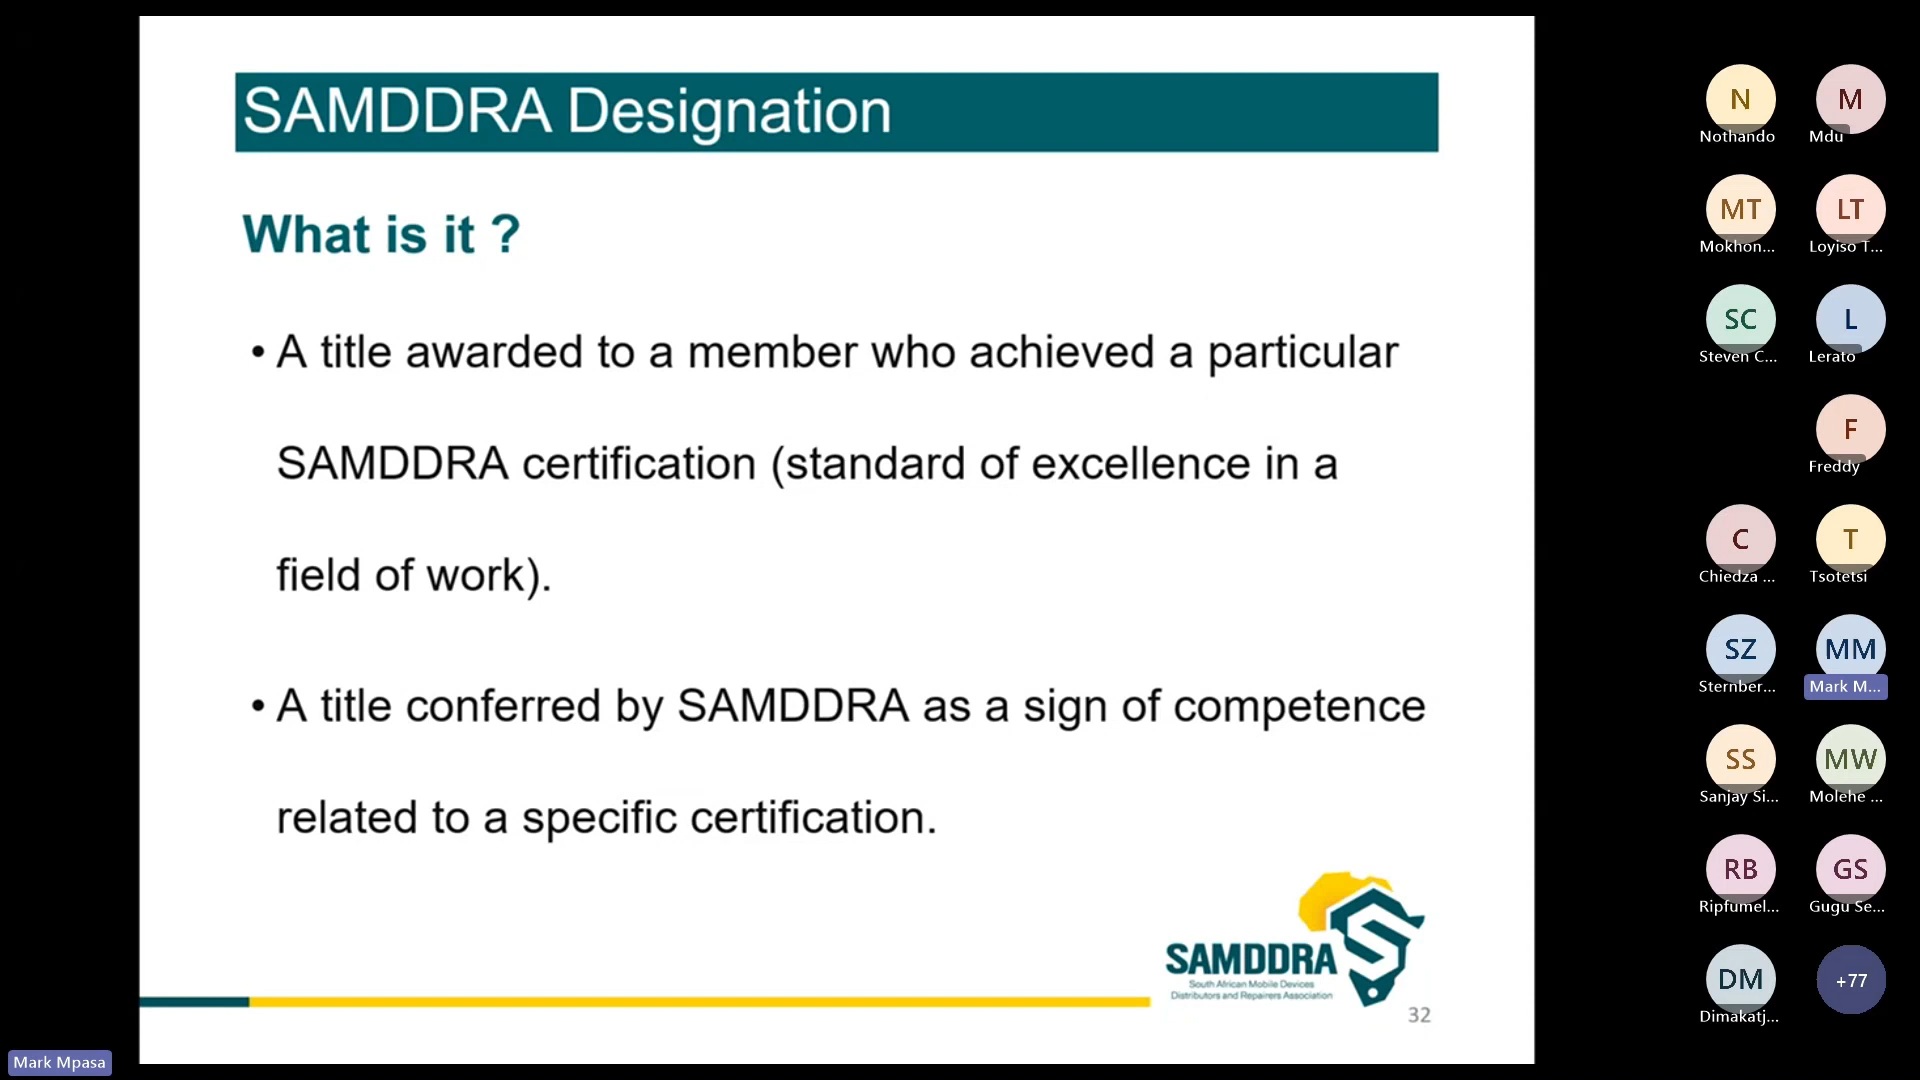 SAMDDRA Designation
What is it ?
• A title awarded to a member who achieved a particular
SAMDDRA certification (standard of excellence in a
field of work).
• A title conferred by SAMDDRA as a sign of competence
related to a specific certification.
SAMDDRA
South African Mobile Devices
Distributors and Repairers Association
32
Mark Mpasa
N M
Nothando Mdu
MT LT
Mokhon... Loyiso T...
SC L
Steven C... Lerato
F
Freddy
C T
Chiedza ... Tsotetsi
SZ MM
Sternber... Mark M...
SS MW
Sanjay Si... Molehe ...
RB GS
Ripfumel... Gugu Se...
DM +77
Dimakatj...